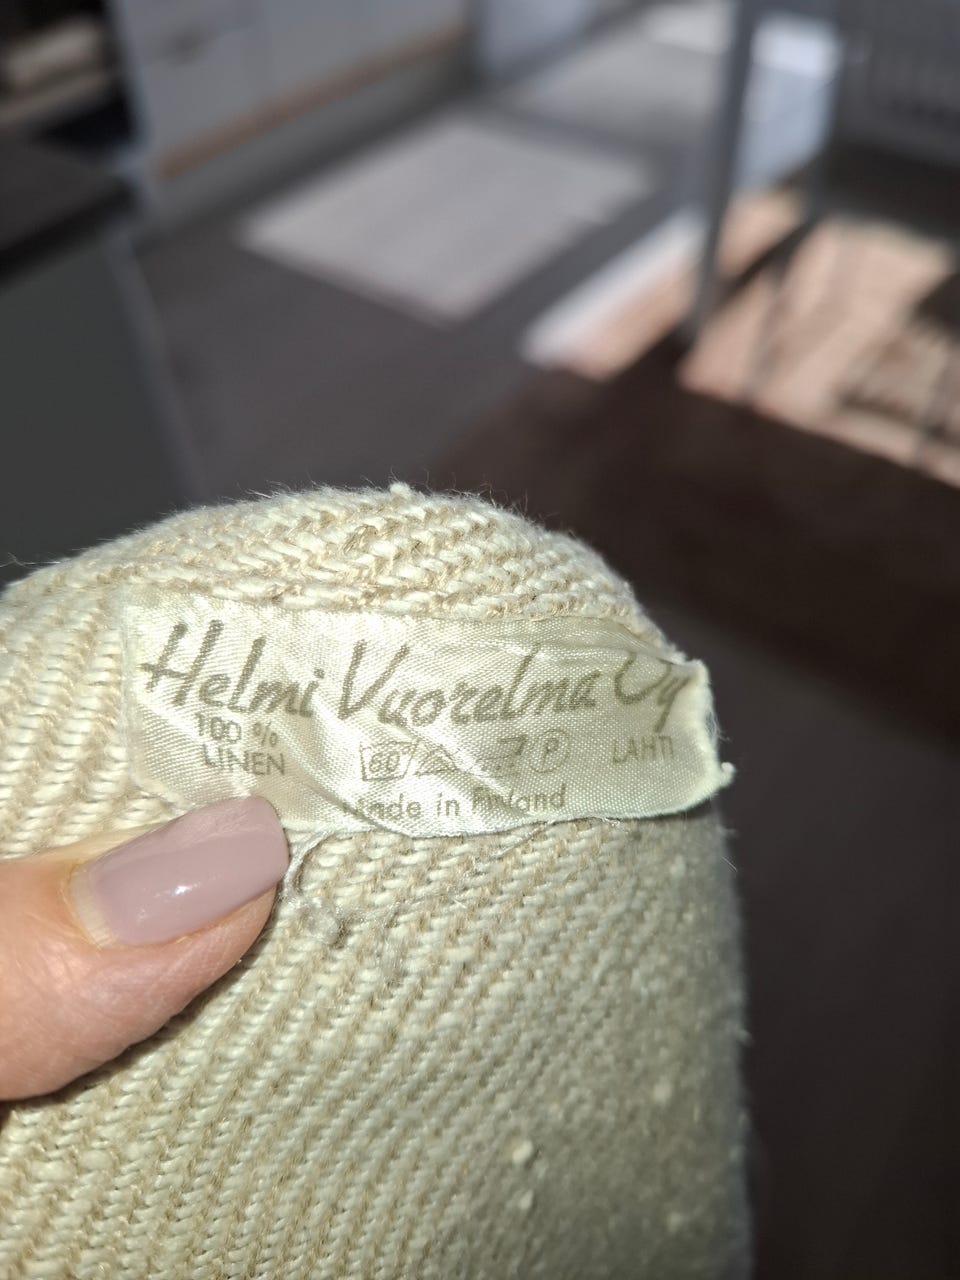 Helmi Vuorelma Oy
100 %
LINEN
60 P
LAHTI
Made in Finland